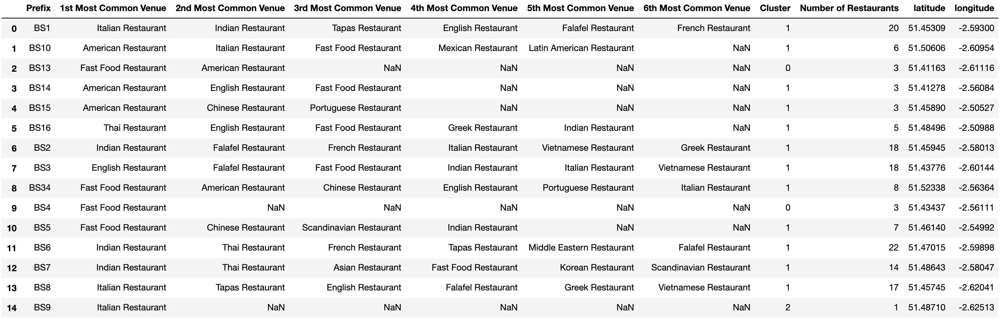 Prefix 1st Most Common Venue 2nd Most Common Venue 3rd Most Common Venue 4th Most Common Venue 5th Most Common Venue 6th Most Common Venue Cluster Number of Restaurants latitude longitude
0 BS1 Italian Restaurant Indian Restaurant Tapas Restaurant English Restaurant Falafel Restaurant French Restaurant 1 20 51.45309 -2.59300
1 BS10 American Restaurant Italian Restaurant Fast Food Restaurant Mexican Restaurant Latin American Restaurant NaN 1 6 51.50606 -2.60954
2 BS13 Fast Food Restaurant American Restaurant NaN NaN NaN NaN 0 3 51.41163 -2.61116
3 BS14 American Restaurant English Restaurant Fast Food Restaurant NaN NaN NaN 1 3 51.41278 -2.56084
4 BS15 American Restaurant Chinese Restaurant Portuguese Restaurant NaN NaN NaN 1 3 51.45890 -2.50527
5 BS16 Thai Restaurant English Restaurant Fast Food Restaurant Greek Restaurant Indian Restaurant NaN 1 5 51.48496 -2.50988
6 BS2 Indian Restaurant Falafel Restaurant French Restaurant Italian Restaurant Vietnamese Restaurant Greek Restaurant 1 18 51.45945 -2.58013
7 BS3 English Restaurant Falafel Restaurant Fast Food Restaurant Indian Restaurant Italian Restaurant Vietnamese Restaurant 1 18 51.43776 -2.60144
8 BS34 Fast Food Restaurant American Restaurant Chinese Restaurant English Restaurant Portuguese Restaurant Italian Restaurant 1 8 51.52338 -2.56364
9 BS4 Fast Food Restaurant NaN NaN NaN NaN NaN 0 3 51.43437 -2.56111
10 BS5 Fast Food Restaurant Chinese Restaurant Scandinavian Restaurant Indian Restaurant NaN NaN 1 7 51.46140 -2.54992
11 BS6 Indian Restaurant Thai Restaurant French Restaurant Tapas Restaurant Middle Eastern Restaurant Falafel Restaurant 1 22 51.47015 -2.59898
12 BS7 Indian Restaurant Thai Restaurant Asian Restaurant Fast Food Restaurant Korean Restaurant Scandinavian Restaurant 1 14 51.48643 -2.58047
13 BS8 Italian Restaurant Tapas Restaurant English Restaurant Falafel Restaurant Greek Restaurant Vietnamese Restaurant 1 17 51.45745 -2.62041
14 BS9 Italian Restaurant NaN NaN NaN NaN NaN 2 1 51.48710 -2.62513